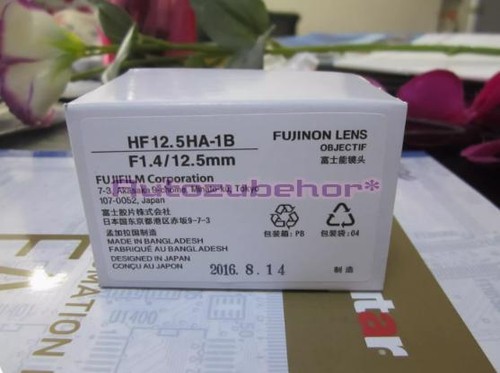 HF12.5HA-1B
F1.4/12.5mm
FUJINON LENS
OBJECTIF
富士能镜头
FUJIFILM Corporation
7-3, Akasaka 9-chome, Minato-ku, Tokyo
107-0052, Japan
Autozubehor*
富士胶片株式会社
日本国东京都港区赤坂9-7-3
孟加拉国制造
MADE IN BANGLADESH
FABRIQUÉ AU BANGLADESH
DESIGNED IN JAPAN
CONÇU AU JAPON
包装箱: PB
包装袋: 04
2016. 8. 14
制造
UT400
tar